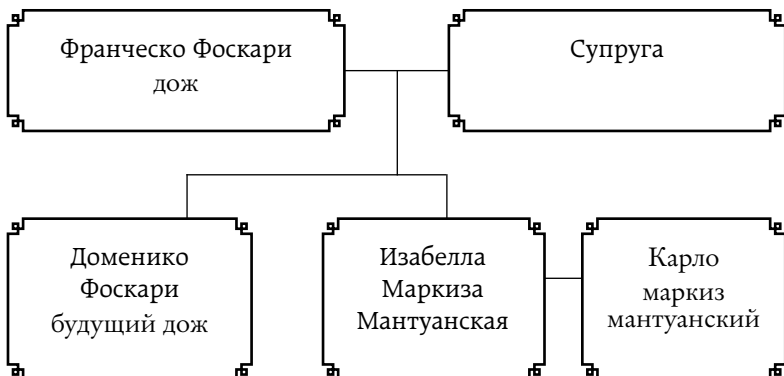 Франческо Фоскари
дож
Супруга
Доменико
Фоскари
будущий дож
Изабелла
Маркиза
Мантуанская
Карло
маркиз
мантуанский